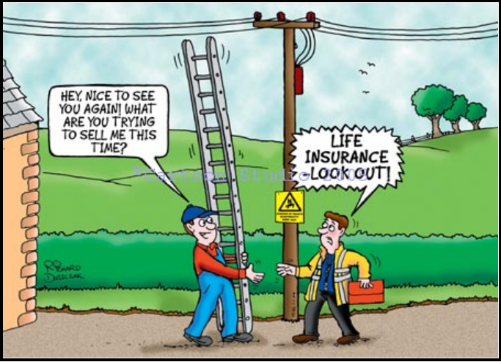 HEY, NICE TO SEE
YOU AGAIN! WHAT
ARE YOU TRYING
TO SELL ME THIS
TIME?
LIFE
INSURANCE
LOOK OUT!